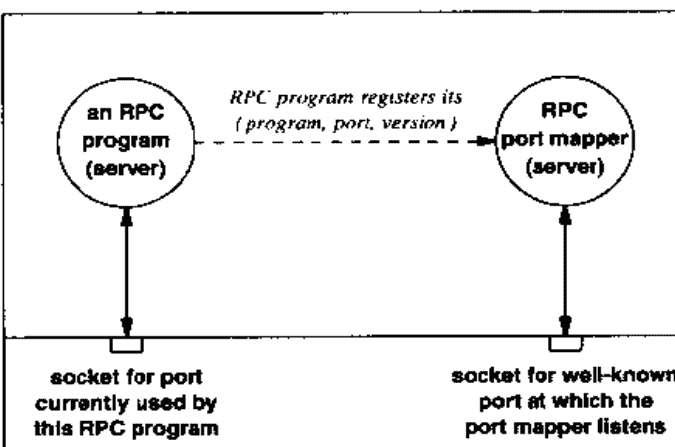 an RPC
program
(server)
RPC program registers its
(program, port, version)
RPC
port mapper
(server)
socket for port
currently used by
this RPC program
socket for well-known
port at which the
port mapper listens